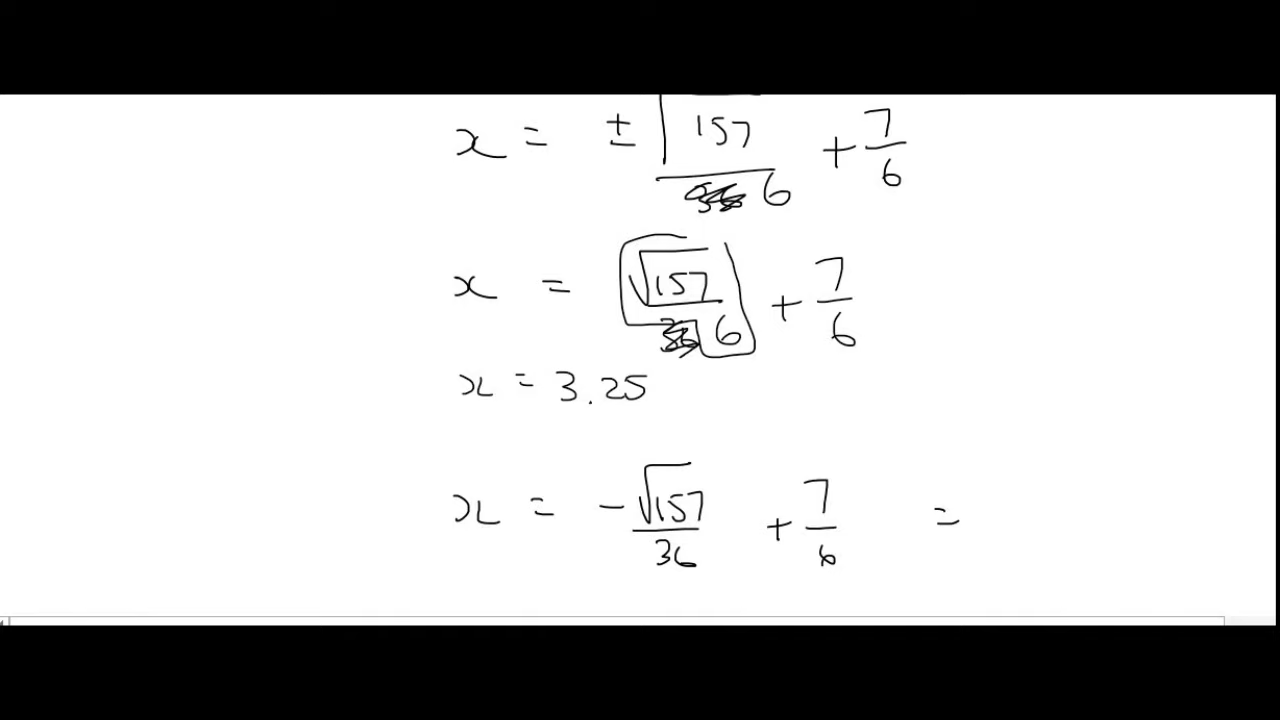 x = ± √157/6 + 7/6
x = √157/6 + 7/6
x = 3.25
x = -√157/36 + 7/6 =